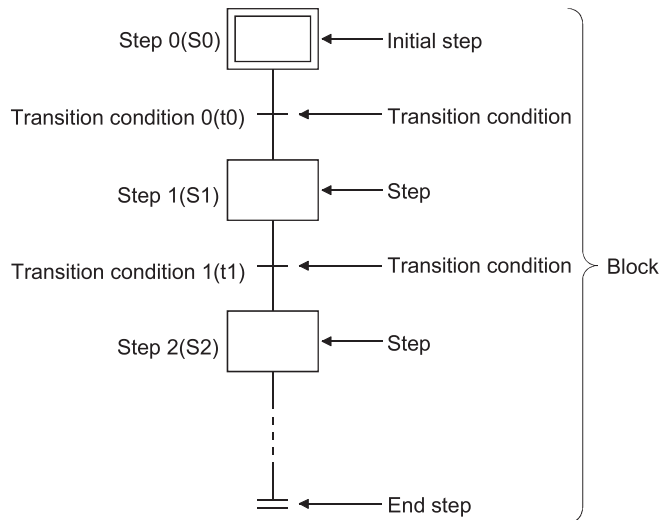 Step 0(S0)
Initial step
Transition condition 0(t0)
Transition condition
Step 1(S1)
Step
Transition condition 1(t1)
Transition condition
Block
Step 2(S2)
Step
End step